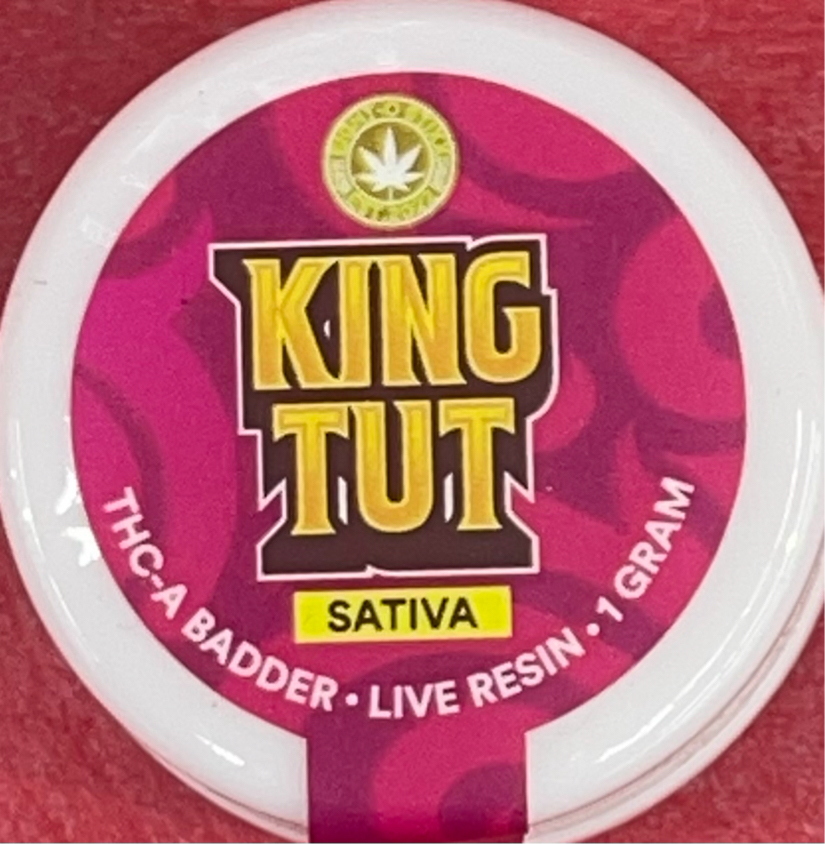 KING
TUT
SATIVA
THC-A BADDER • LIVE RESIN • 1 GRAM